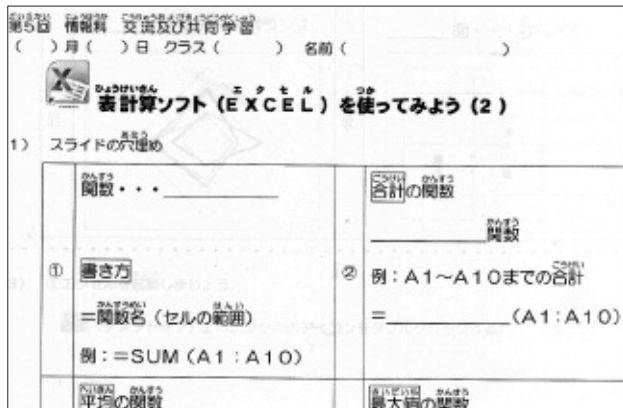 第5回 情報科 交流及び共同学習
( )月( )日 クラス( ) 名前( )
表計算ソフト(EXCEL)を使ってみよう(2)
1) スライドの穴埋め
関数・・・
① 書き方
=関数名(セルの範囲)
例:=SUM(A1:A10)
合計の関数
関数
② 例:A1~A10までの合計
= (A1:A10)
平均の関数
最大値の関数